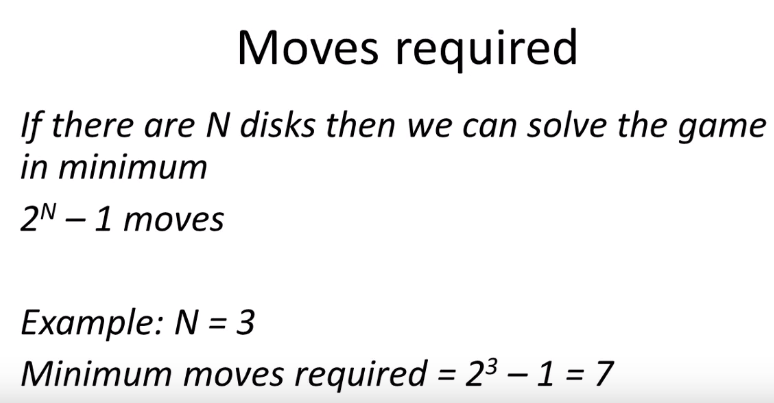 Moves required
If there are N disks then we can solve the game
in minimum
2ᴺ – 1 moves
Example: N = 3
Minimum moves required = 2³ – 1 = 7